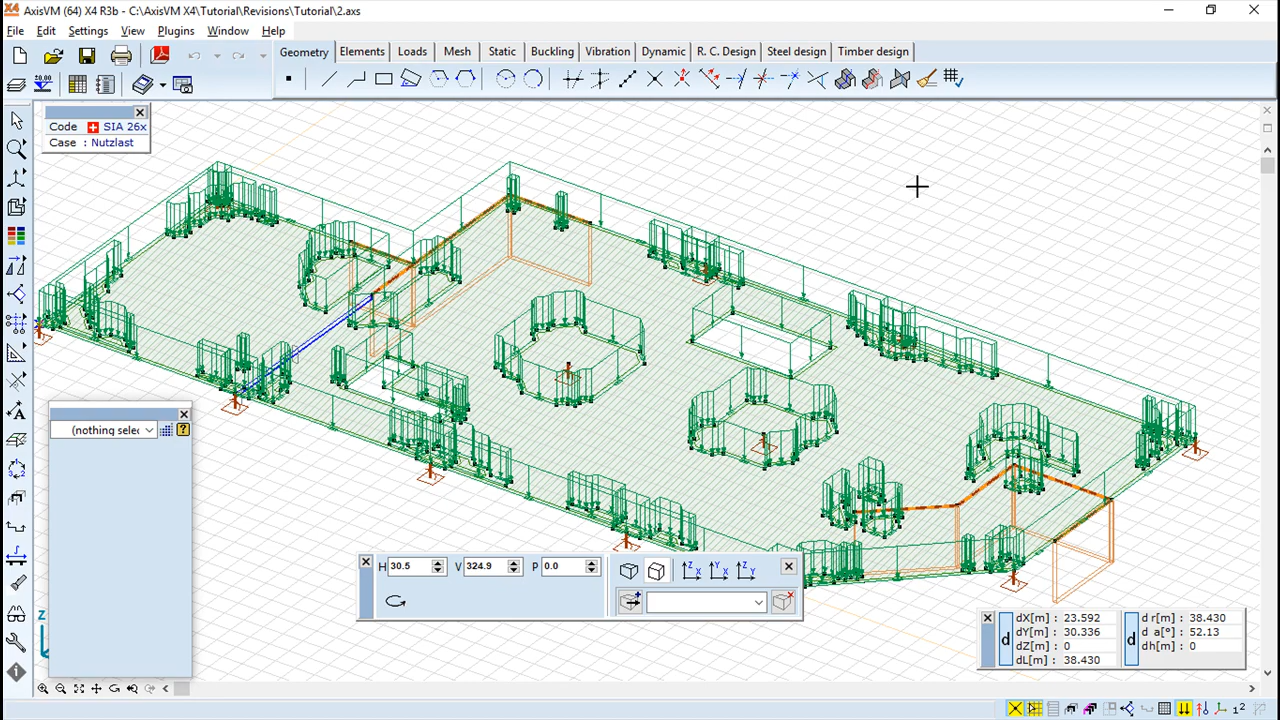 AxisVM (64) X4 R3b - C:\AxisVM X4\Tutorial\Revisions\Tutorial\2.axs
File Edit Settings View Plugins Window Help
Geometry Elements Loads Mesh Static Buckling Vibration Dynamic R. C. Design Steel design Timber design
Code SIA 26x
Case : Nutzlast
(nothing selec
H 30.5 V 324.9 P 0.0
Z
dX[m] : 23.592
dY[m] : 30.336
dZ[m] : 0
dL[m] : 38.430
d
d
d r[m] : 38.430
d a[°] : 52.13
dh[m] : 0